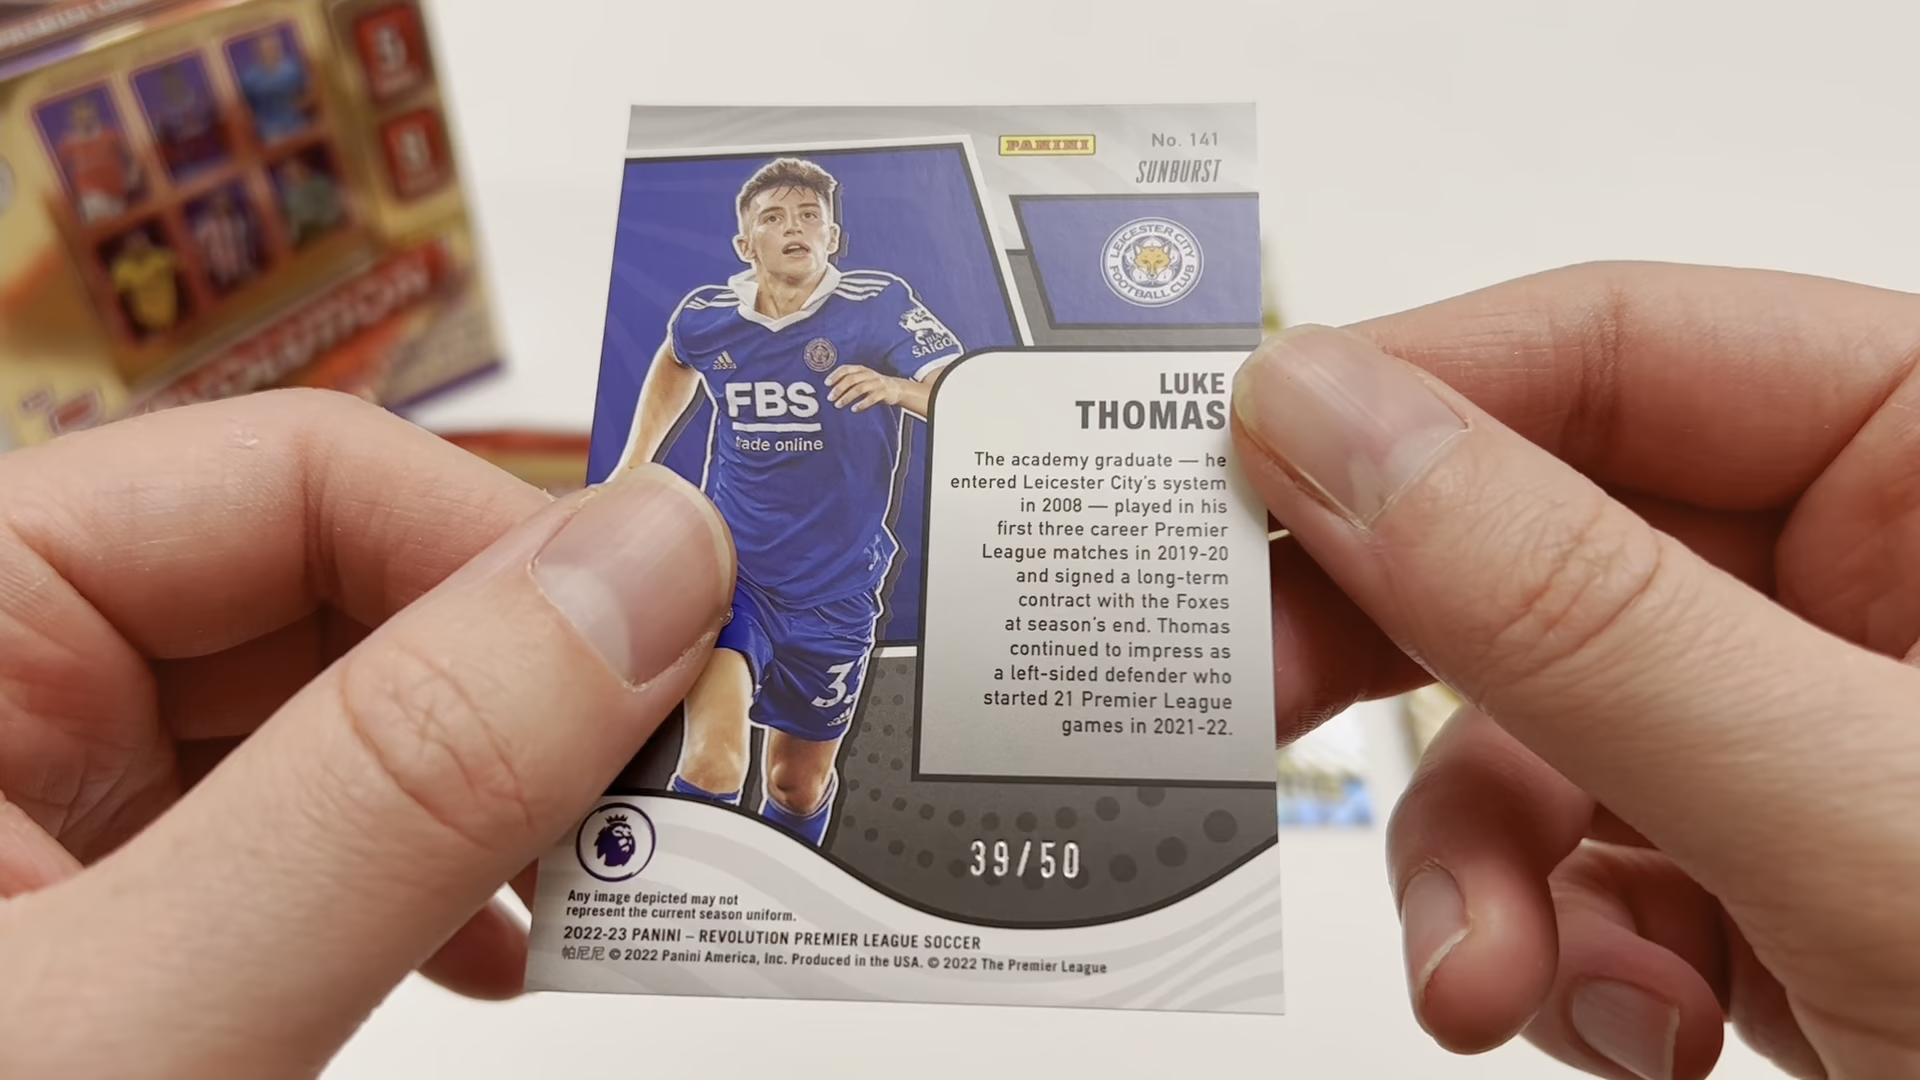 PANINI
No. 141
SUNBURST
LEICESTER CITY
FOOTBALL CLUB
SAIGO
FBS
trade online
LUKE
THOMAS
The academy graduate — he
entered Leicester City's system
in 2008 — played in his
first three career Premier
League matches in 2019-20
and signed a long-term
contract with the Foxes
at season's end. Thomas
continued to impress as
a left-sided defender who
started 21 Premier League
games in 2021-22.
33
39/50
Any image depicted may not
represent the current season uniform.
2022-23 PANINI – REVOLUTION PREMIER LEAGUE SOCCER
帕尼尼 © 2022 Panini America, Inc. Produced in the USA. © 2022 The Premier League